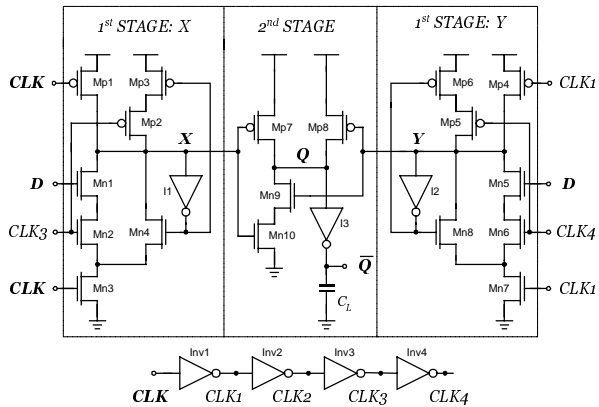 1st STAGE: X
2nd STAGE
1st STAGE: Y
CLK
Mp1
Mp3
Mp6
Mp4
CLK1
Mp2
Mp7
Mp8
Mp5
X
Q
Y
D
Mn1
I1
Mn9
I2
Mn5
D
CLK3
Mn2
Mn4
Mn10
I3
Mn8
Mn6
CLK4
Q
CLK
Mn3
CL
Mn7
CLK1
Inv1
Inv2
Inv3
Inv4
CLK
CLK1
CLK2
CLK3
CLK4